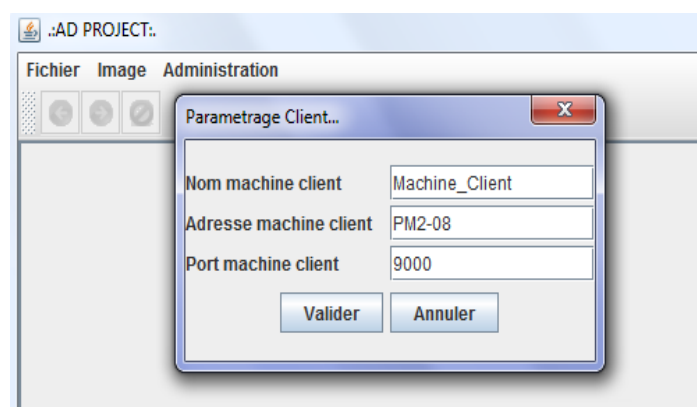 .:AD PROJECT:.
Fichier Image Administration
Parametrage Client...
Nom machine client Machine_Client
Adresse machine client PM2-08
Port machine client 9000
Valider Annuler